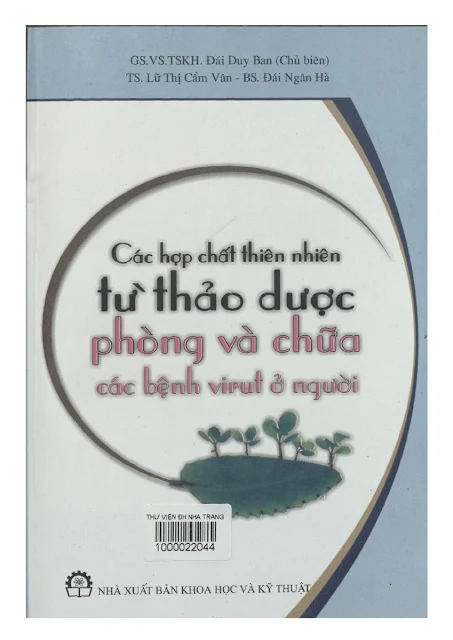 GS.VS.TSKH. Đái Duy Ban (Chủ biên)
TS. Lữ Thị Cẩm Vân - BS. Đái Ngân Hà
Các hợp chất thiên nhiên
từ thảo dược
phòng và chữa
các bệnh virut ở người
THƯ VIỆN ĐH NHA TRANG
1000022044
NHÀ XUẤT BẢN KHOA HỌC VÀ KỸ THUẬT